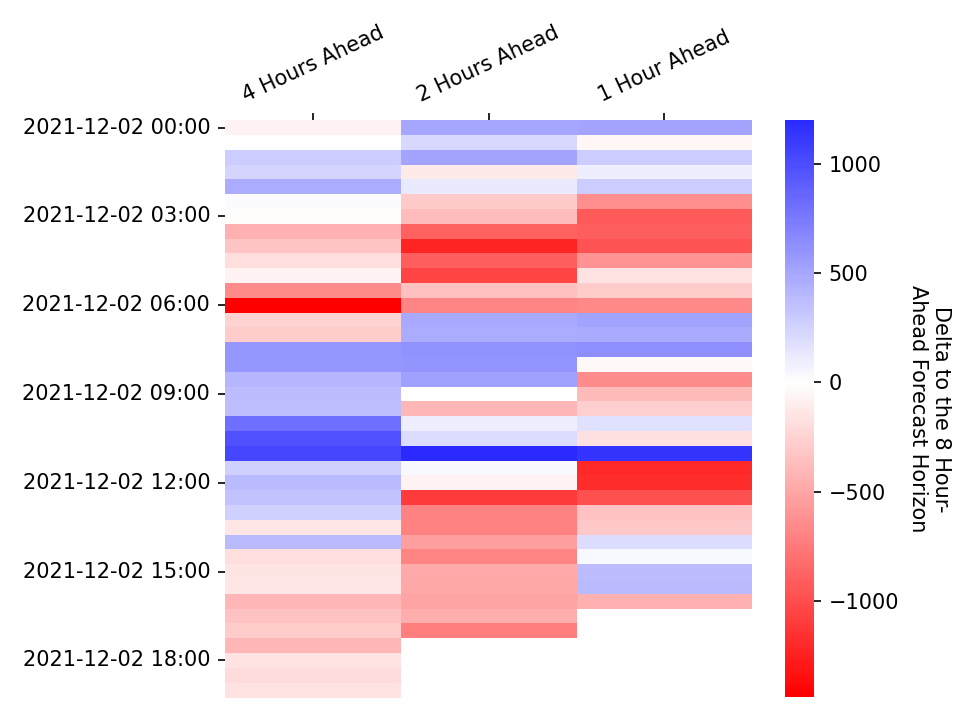 4 Hours Ahead
2 Hours Ahead
1 Hour Ahead
2021-12-02 00:00
2021-12-02 03:00
2021-12-02 06:00
2021-12-02 09:00
2021-12-02 12:00
2021-12-02 15:00
2021-12-02 18:00
1000
500
0
−500
−1000
Delta to the 8 Hour-
Ahead Forecast Horizon